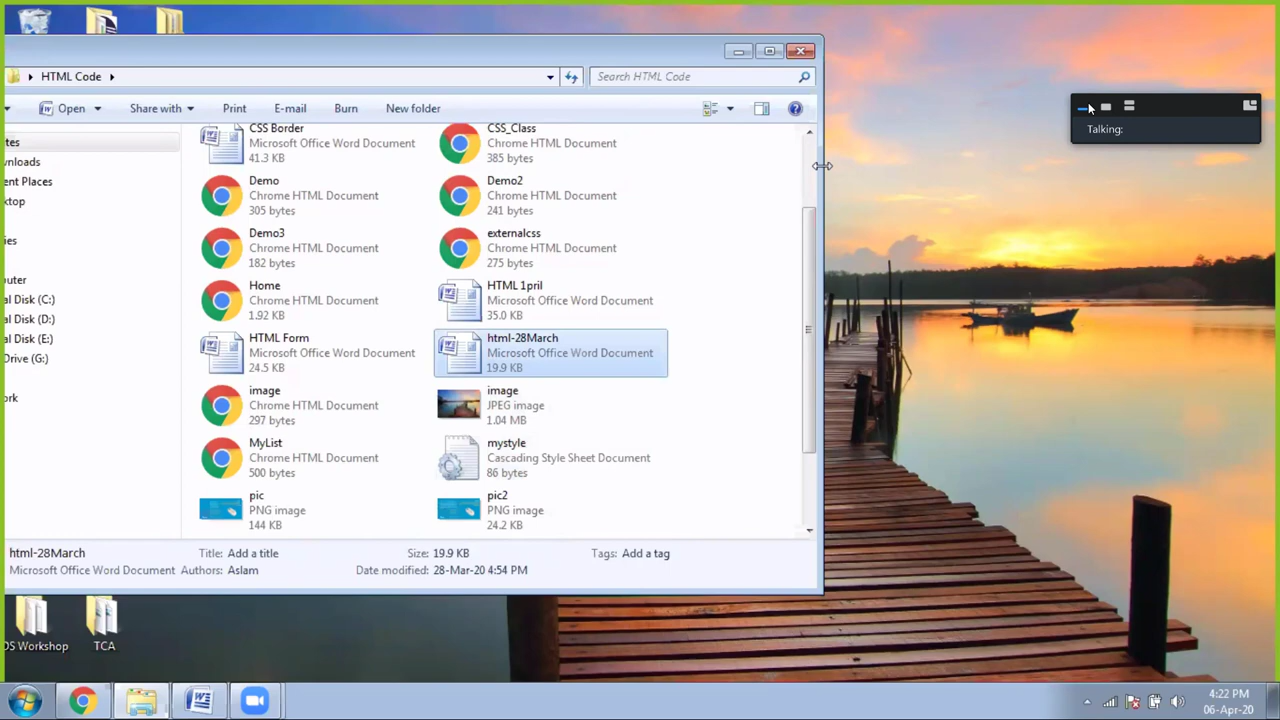 HTML Code
Search HTML Code
Open
Share with
Print
E-mail
Burn
New folder
ites
wnloads
ent Places
ktop
ies
uter
al Disk (C:)
al Disk (D:)
al Disk (E:)
Drive (G:)
ork
CSS Border
Microsoft Office Word Document
41.3 KB
CSS_Class
Chrome HTML Document
385 bytes
Demo
Chrome HTML Document
305 bytes
Demo2
Chrome HTML Document
241 bytes
Demo3
Chrome HTML Document
182 bytes
externalcss
Chrome HTML Document
275 bytes
Home
Chrome HTML Document
1.92 KB
HTML 1pril
Microsoft Office Word Document
35.0 KB
HTML Form
Microsoft Office Word Document
24.5 KB
html-28March
Microsoft Office Word Document
19.9 KB
image
Chrome HTML Document
297 bytes
image
JPEG image
1.04 MB
MyList
Chrome HTML Document
500 bytes
mystyle
Cascading Style Sheet Document
86 bytes
pic
PNG image
144 KB
pic2
PNG image
24.2 KB
html-28March
Title: Add a title
Size: 19.9 KB
Tags: Add a tag
Microsoft Office Word Document
Authors: Aslam
Date modified: 28-Mar-20 4:54 PM
Talking:
OS Workshop
TCA
4:22 PM
06-Apr-20